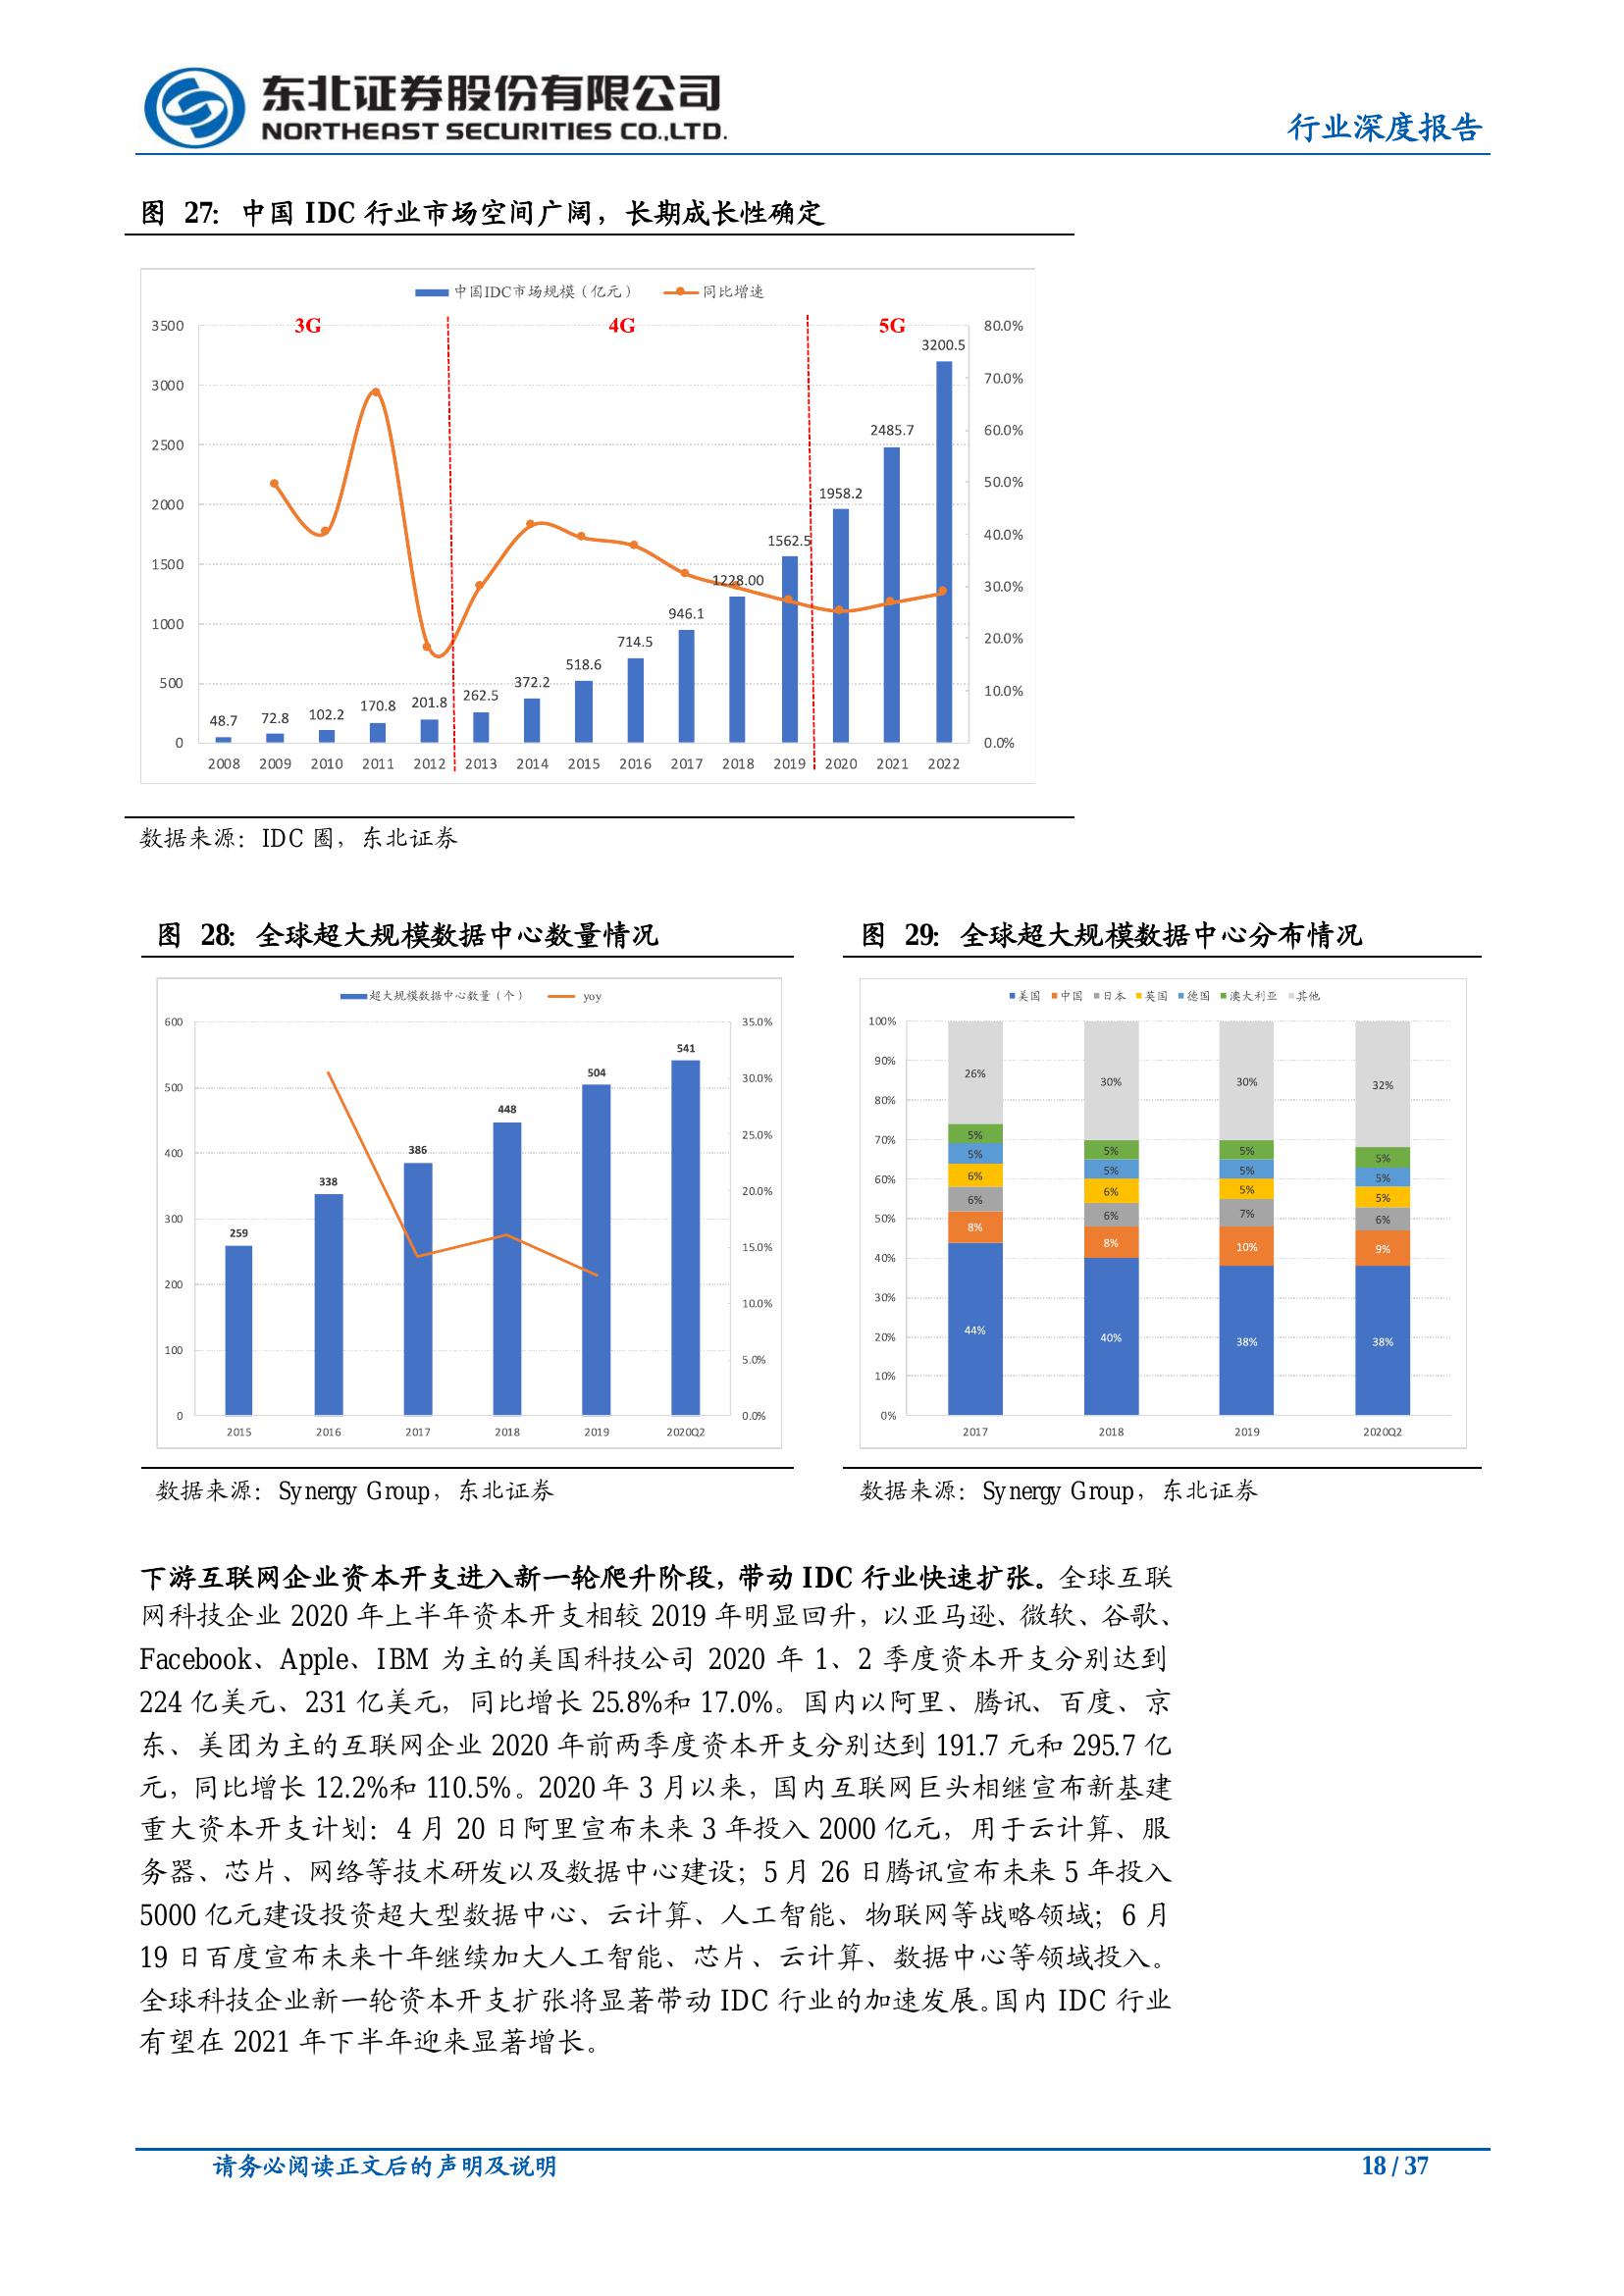 东北证券股份有限公司
NORTHEAST SECURITIES CO.,LTD.
行业深度报告
图 27：中国 IDC 行业市场空间广阔，长期成长性确定
中国IDC市场规模（亿元） 同比增速
3G 4G 5G
3500
3000
2500
2000
1500
1000
500
0
80.0%
70.0%
60.0%
50.0%
40.0%
30.0%
20.0%
10.0%
0.0%
48.7 72.8 102.2 170.8 201.8 262.5 372.2 518.6 714.5 946.1 1228.00 1562.5 1958.2 2485.7 3200.5
2008 2009 2010 2011 2012 2013 2014 2015 2016 2017 2018 2019 2020 2021 2022
数据来源：IDC 圈，东北证券
图 28：全球超大规模数据中心数量情况
超大规模数据中心数量（个） yoy
600
500
400
300
200
100
0
35.0%
30.0%
25.0%
20.0%
15.0%
10.0%
5.0%
0.0%
259 338 386 448 504 541
2015 2016 2017 2018 2019 2020Q2
数据来源：Synergy Group，东北证券
图 29：全球超大规模数据中心分布情况
美国 中国 日本 英国 德国 澳大利亚 其他
100%
90%
80%
70%
60%
50%
40%
30%
20%
10%
0%
26% 30% 30% 32%
5% 5% 5% 5%
5% 5% 5% 5%
6% 6% 5% 5%
6% 6% 7% 6%
8% 8% 10% 9%
44% 40% 38% 38%
2017 2018 2019 2020Q2
数据来源：Synergy Group，东北证券
下游互联网企业资本开支进入新一轮爬升阶段，带动 IDC 行业快速扩张。全球互联
网科技企业 2020 年上半年资本开支相较 2019 年明显回升，以亚马逊、微软、谷歌、
Facebook、Apple、IBM 为主的美国科技公司 2020 年 1、2 季度资本开支分别达到
224 亿美元、231 亿美元，同比增长 25.8%和 17.0%。国内以阿里、腾讯、百度、京
东、美团为主的互联网企业 2020 年前两季度资本开支分别达到 191.7 元和 295.7 亿
元，同比增长 12.2%和 110.5%。2020 年 3 月以来，国内互联网巨头相继宣布新基建
重大资本开支计划：4 月 20 日阿里宣布未来 3 年投入 2000 亿元，用于云计算、服
务器、芯片、网络等技术研发以及数据中心建设；5 月 26 日腾讯宣布未来 5 年投入
5000 亿元建设投资超大型数据中心、云计算、人工智能、物联网等战略领域；6 月
19 日百度宣布未来十年继续加大人工智能、芯片、云计算、数据中心等领域投入。
全球科技企业新一轮资本开支扩张将显著带动 IDC 行业的加速发展。国内 IDC 行业
有望在 2021 年下半年迎来显著增长。
请务必阅读正文后的声明及说明
18 / 37